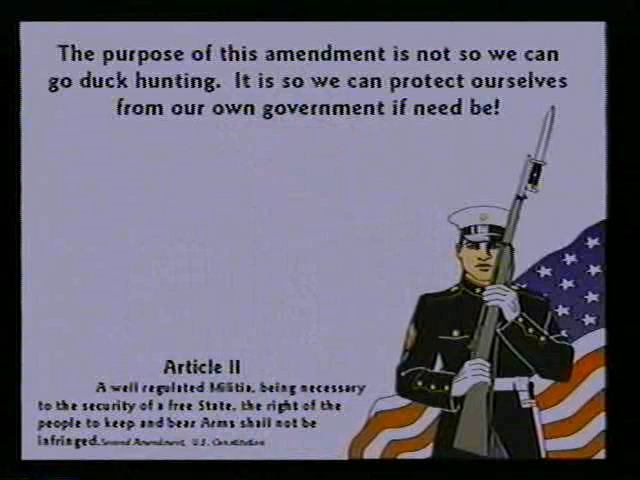 The purpose of this amendment is not so we can
go duck hunting. It is so we can protect ourselves
from our own government if need be!
Article II
A well regulated Militia, being necessary
to the security of a free State, the right of the
people to keep and bear Arms shall not be
infringed. Second Amendment, U.S. Constitution